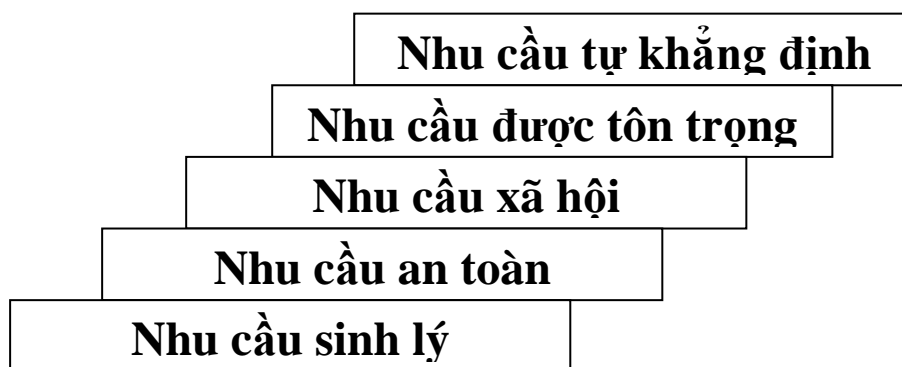 Nhu cầu tự khẳng định
Nhu cầu được tôn trọng
Nhu cầu xã hội
Nhu cầu an toàn
Nhu cầu sinh lý